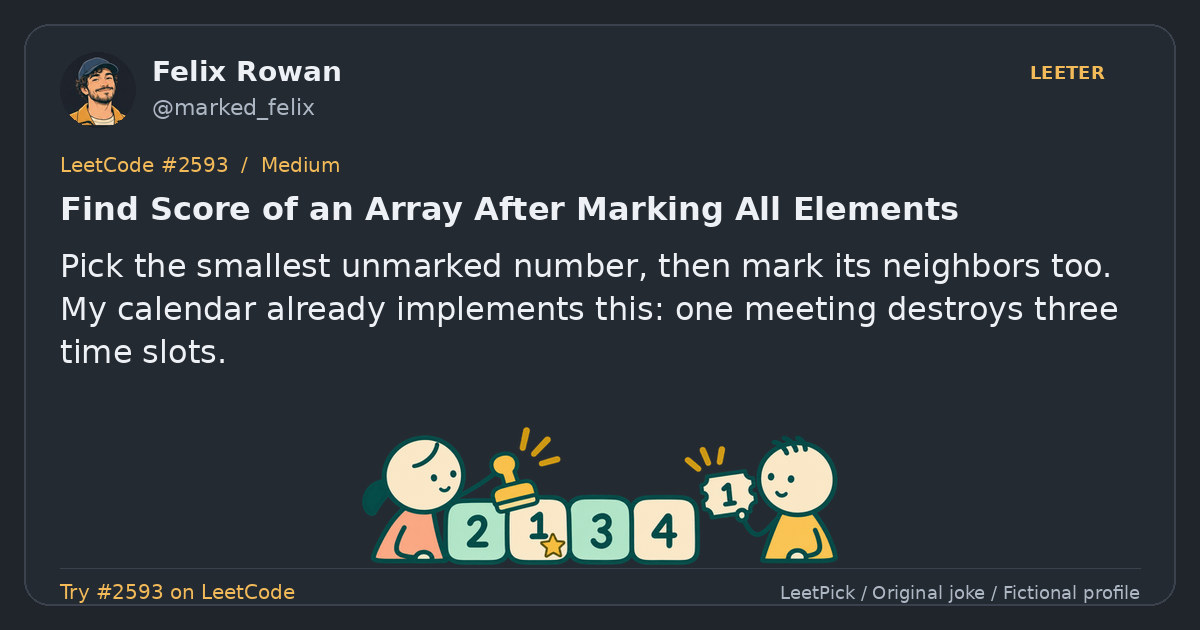 Felix Rowan
@marked_felix
LEETER
LeetCode #2593 / Medium
Find Score of an Array After Marking All Elements
Pick the smallest unmarked number, then mark its neighbors too.
My calendar already implements this: one meeting destroys three
time slots.
2 1 3 4
1
Try #2593 on LeetCode
LeetPick / Original joke / Fictional profile